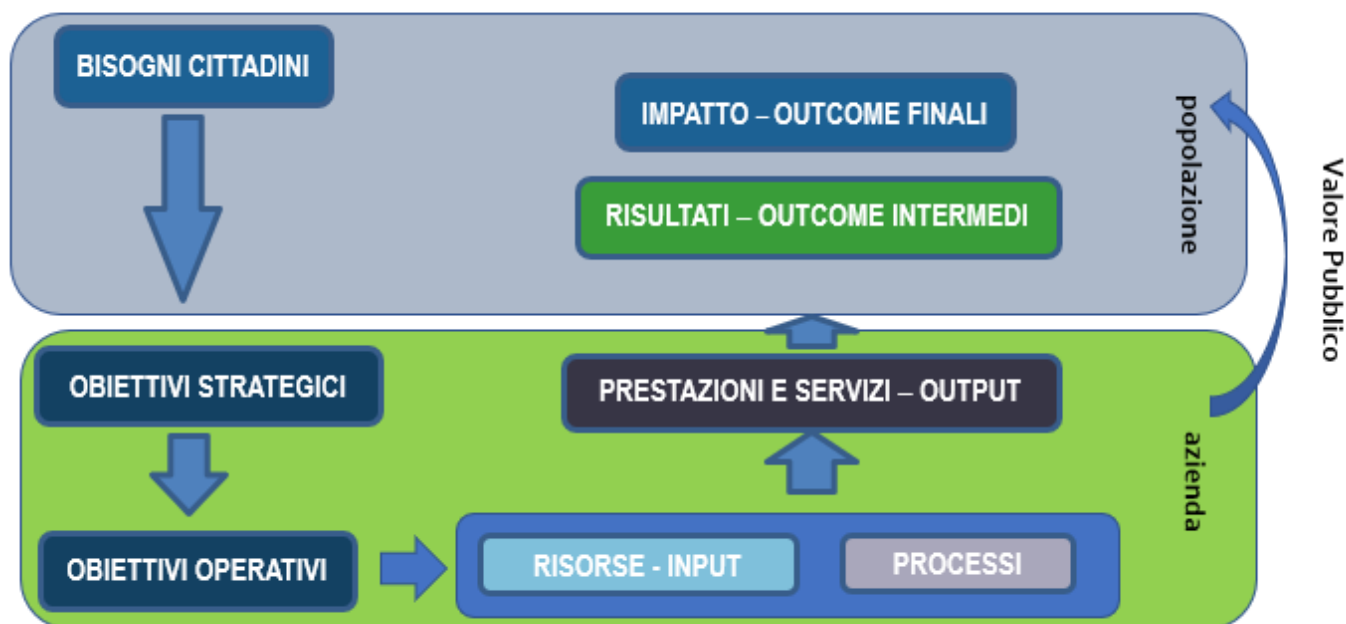 BISOGNI CITTADINI
IMPATTO – OUTCOME FINALI
RISULTATI – OUTCOME INTERMEDI
popolazione
Valore Pubblico
OBIETTIVI STRATEGICI
PRESTAZIONI E SERVIZI – OUTPUT
azienda
OBIETTIVI OPERATIVI
RISORSE - INPUT
PROCESSI